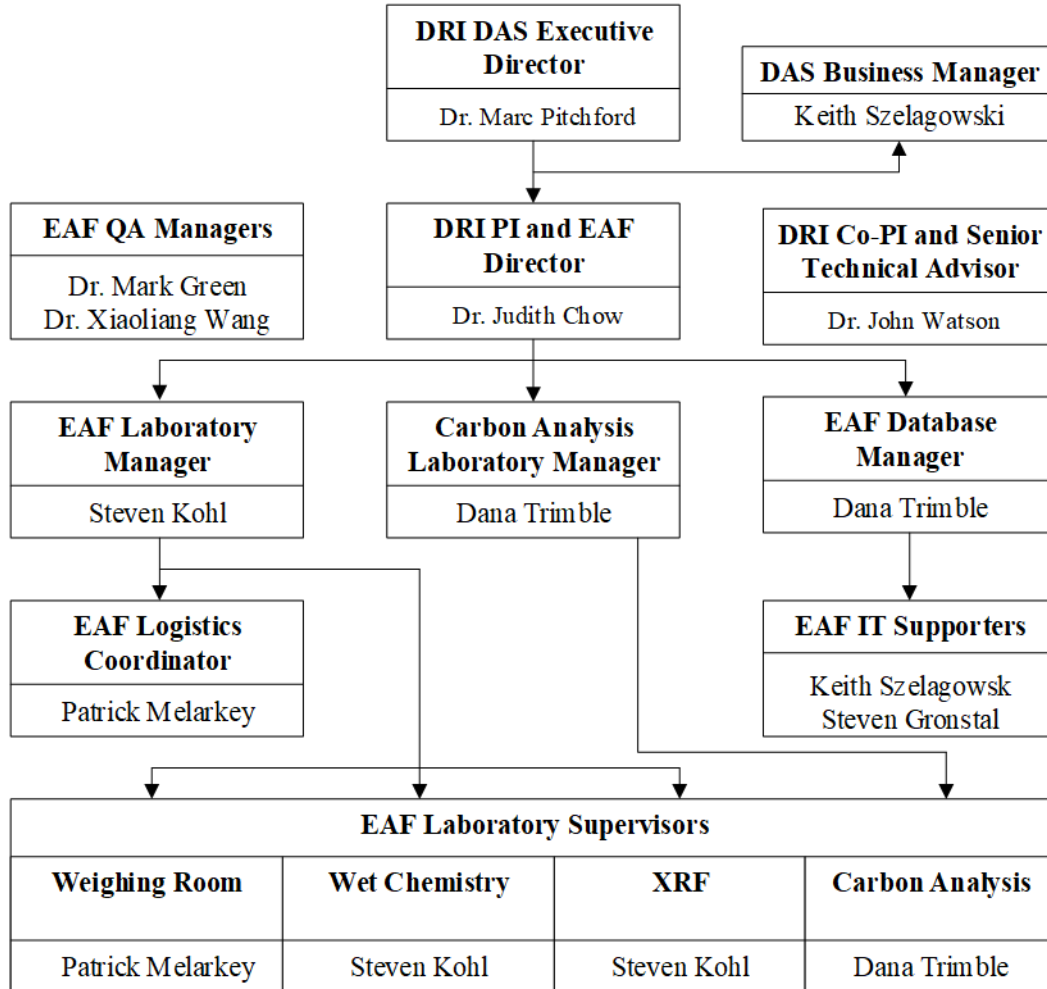 DRI DAS Executive
Director
Dr. Marc Pitchford
DAS Business Manager
Keith Szelagowski
EAF QA Managers
Dr. Mark Green
Dr. Xiaoliang Wang
DRI PI and EAF
Director
Dr. Judith Chow
DRI Co-PI and Senior
Technical Advisor
Dr. John Watson
EAF Laboratory
Manager
Steven Kohl
Carbon Analysis
Laboratory Manager
Dana Trimble
EAF Database
Manager
Dana Trimble
EAF Logistics
Coordinator
Patrick Melarkey
EAF IT Supporters
Keith Szelagowsk
Steven Gronstal
EAF Laboratory Supervisors
Weighing Room
Wet Chemistry
XRF
Carbon Analysis
Patrick Melarkey
Steven Kohl
Steven Kohl
Dana Trimble